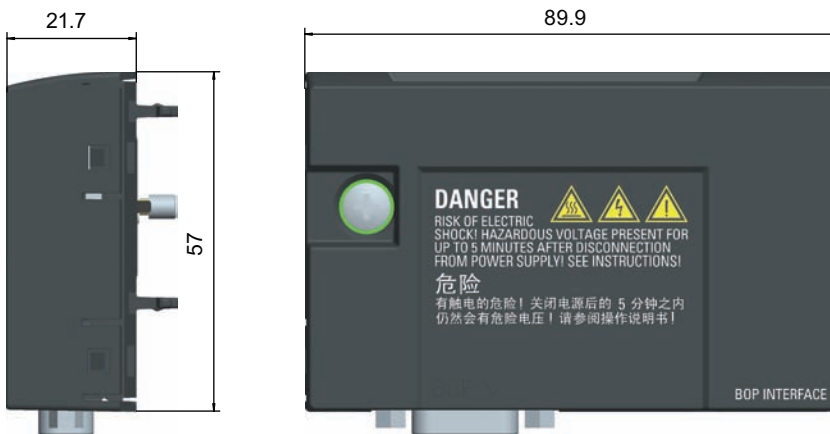 21.7
89.9
57
DANGER
RISK OF ELECTRIC
SHOCK! HAZARDOUS VOLTAGE PRESENT FOR
UP TO 5 MINUTES AFTER DISCONNECTION
FROM POWER SUPPLY! SEE INSTRUCTIONS!
危险
有触电的危险！关闭电源后的 5 分钟之内
仍然会有危险电压！请参阅操作说明书！
BOP INTERFACE